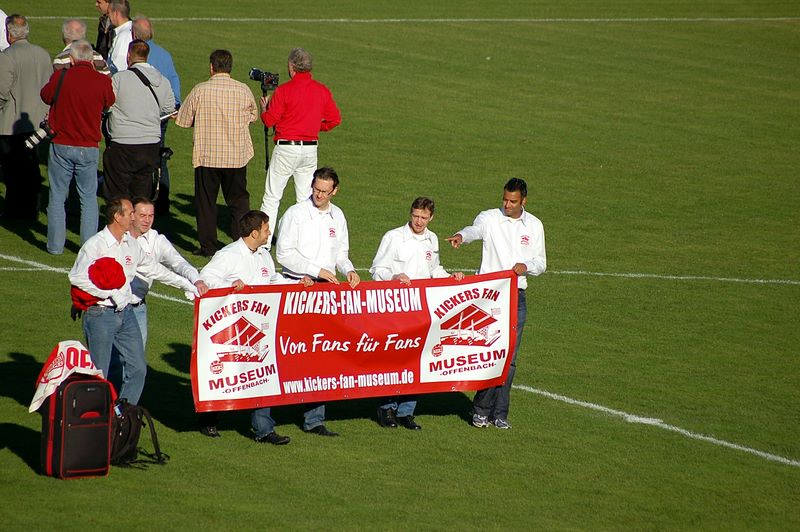 KICKERS FAN
MUSEUM
-OFFENBACH-
KICKERS-FAN-MUSEUM
Von Fans für Fans
www.kickers-fan-museum.de
KICKERS FAN
MUSEUM
-OFFENBACH-